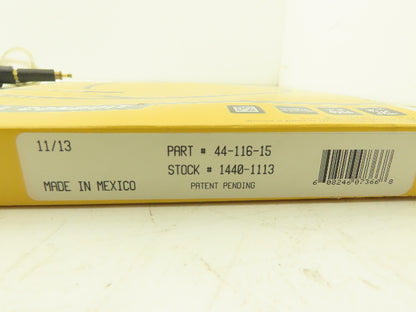 11/13
PART # 44-116-15
STOCK # 1440-1113
MADE IN MEXICO
PATENT PENDING
6 08246 07366 8